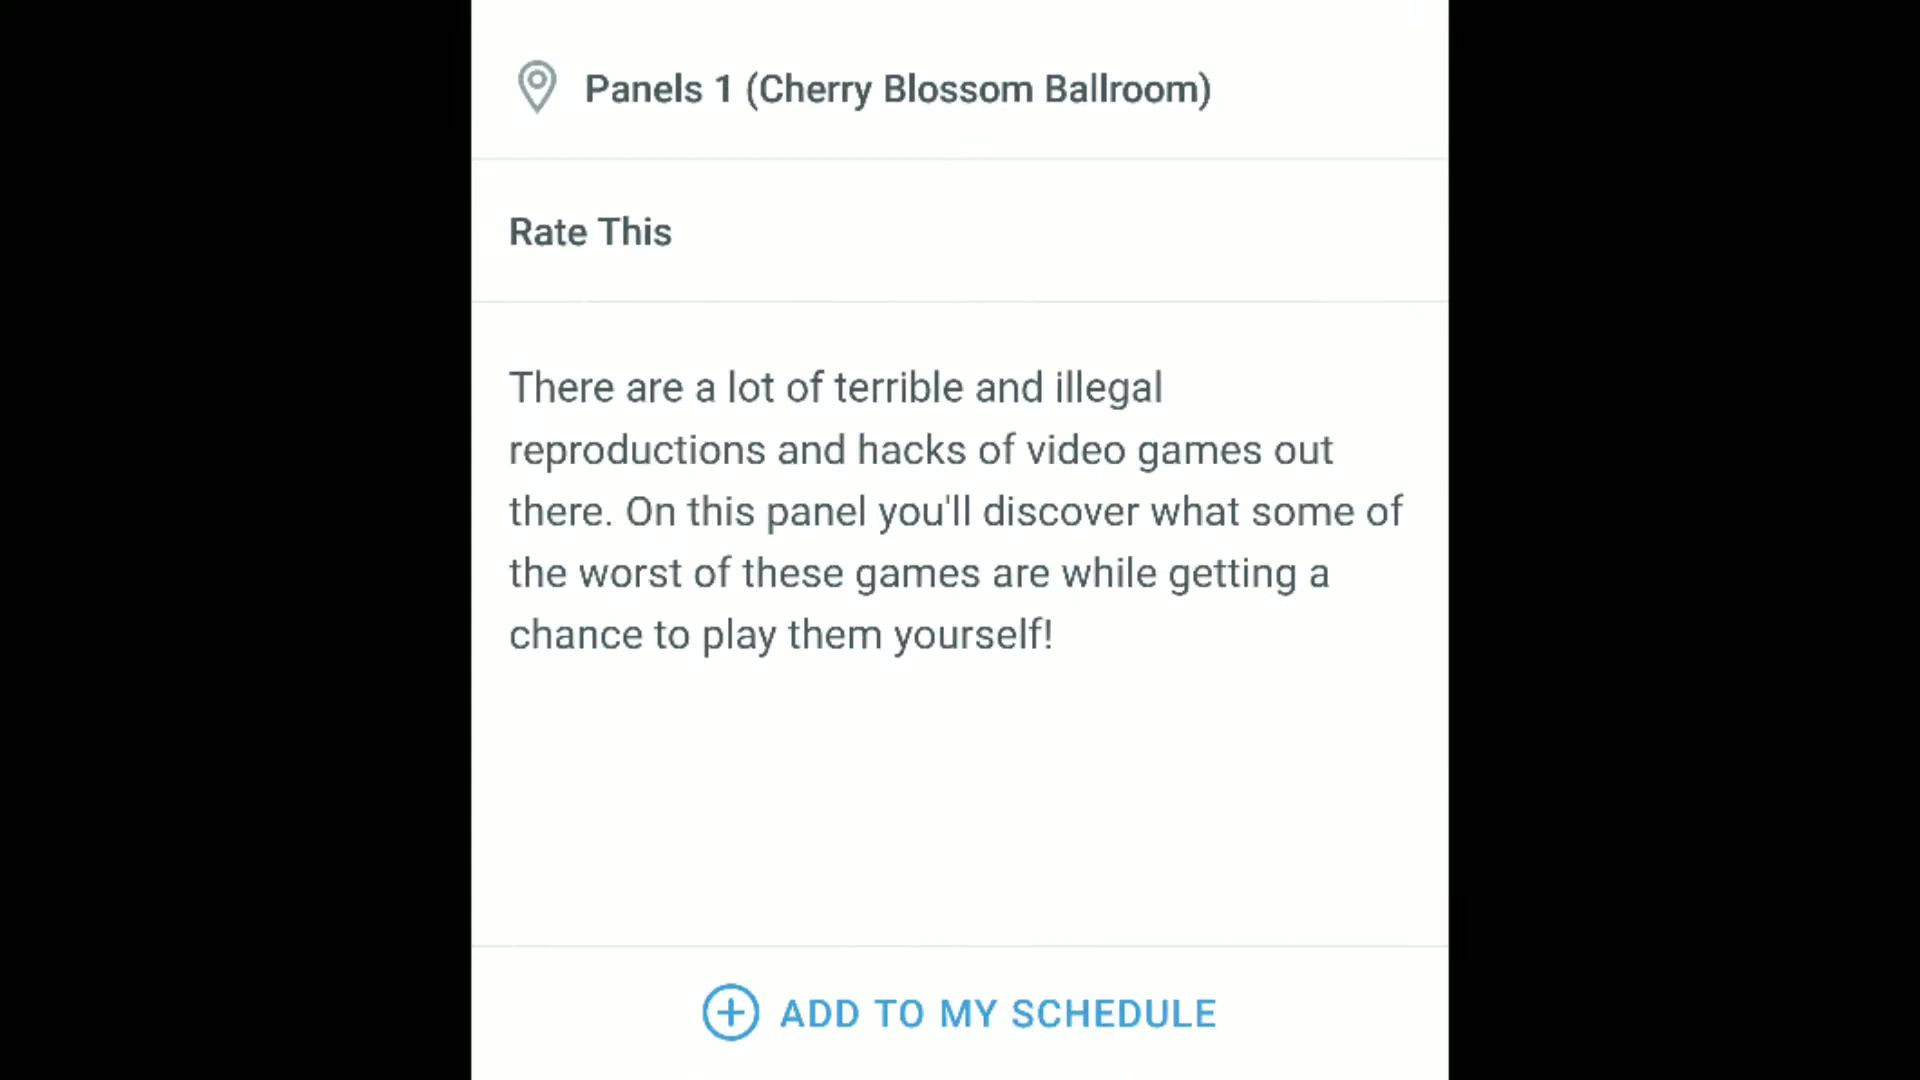 Panels 1 (Cherry Blossom Ballroom)
Rate This
There are a lot of terrible and illegal
reproductions and hacks of video games out
there. On this panel you'll discover what some of
the worst of these games are while getting a
chance to play them yourself!
ADD TO MY SCHEDULE